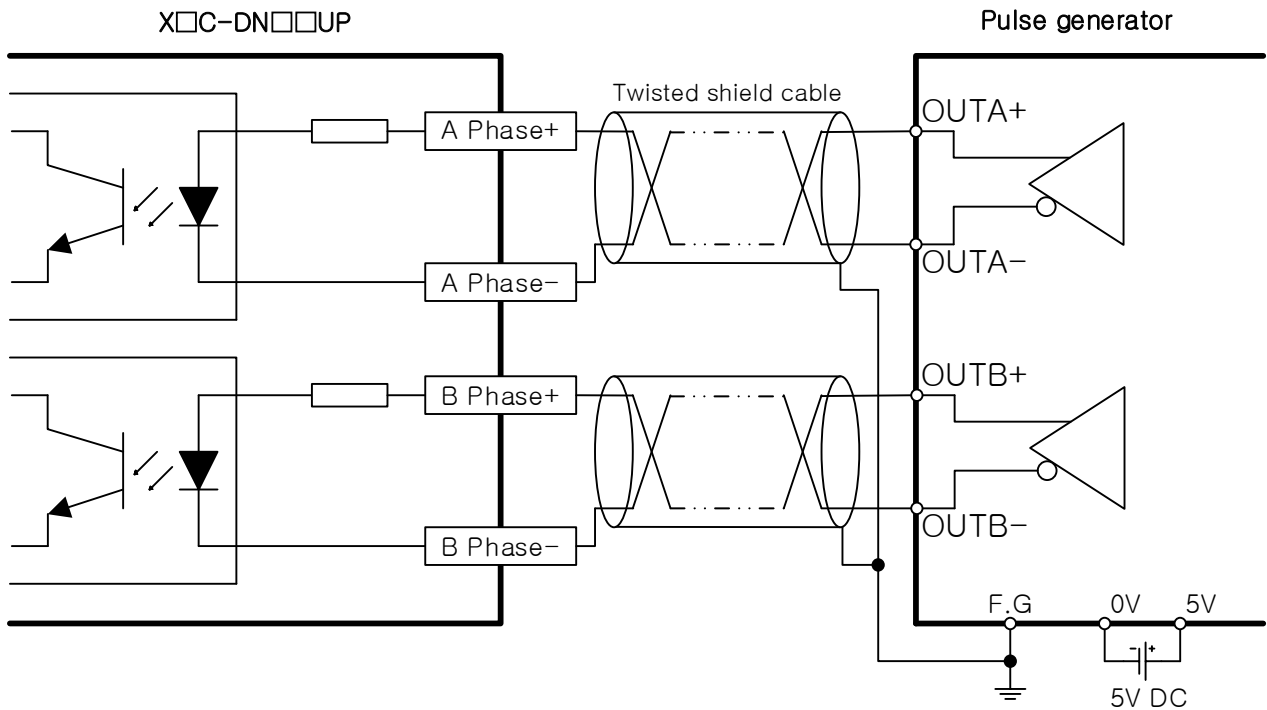 X□C-DN□□UP
Pulse generator
Twisted shield cable
OUTA+
A Phase+
OUTA-
A Phase-
OUTB+
B Phase+
OUTB-
B Phase-
F.G
0V
5V
- +
5V DC